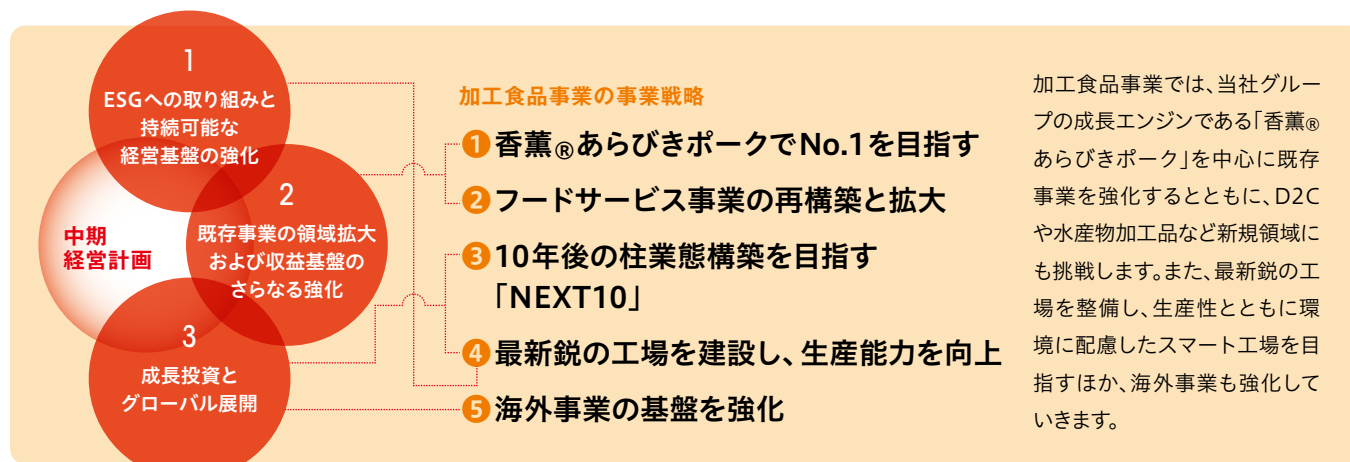 1
ESGへの取り組みと
持続可能な
経営基盤の強化
中期
経営計画
2
既存事業の領域拡大
および収益基盤の
さらなる強化
3
成長投資と
グローバル展開
加工食品事業の事業戦略
1 香薫®あらびきポークでNo.1を目指す
2 フードサービス事業の再構築と拡大
3 10年後の柱業態構築を目指す
「NEXT10」
4 最新鋭の工場を建設し、生産能力を向上
5 海外事業の基盤を強化
加工食品事業では、当社グルー
プの成長エンジンである「香薫®
あらびきポーク」を中心に既存
事業を強化するとともに、D2C
や水産物加工品など新規領域に
も挑戦します。また、最新鋭の工
場を整備し、生産性とともに環
境に配慮したスマート工場を目
指すほか、海外事業も強化して
いきます。